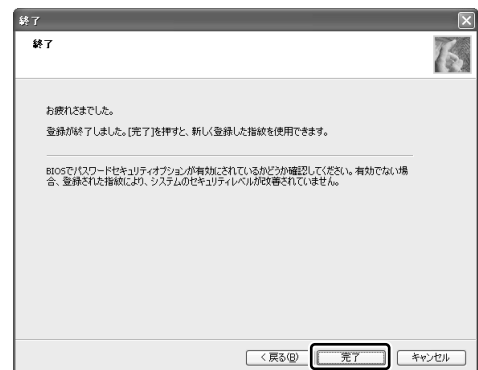 終了
終了
お疲れさまでした。
登録が終了しました。[完了]を押すと、新しく登録した指紋を使用できます。
BIOSでパスワードセキュリティオプションが有効にされているかどうか確認してください。有効でない場
合、登録された指紋により、システムのセキュリティレベルが改善されていません。
< 戻る(B)
完了
キャンセル